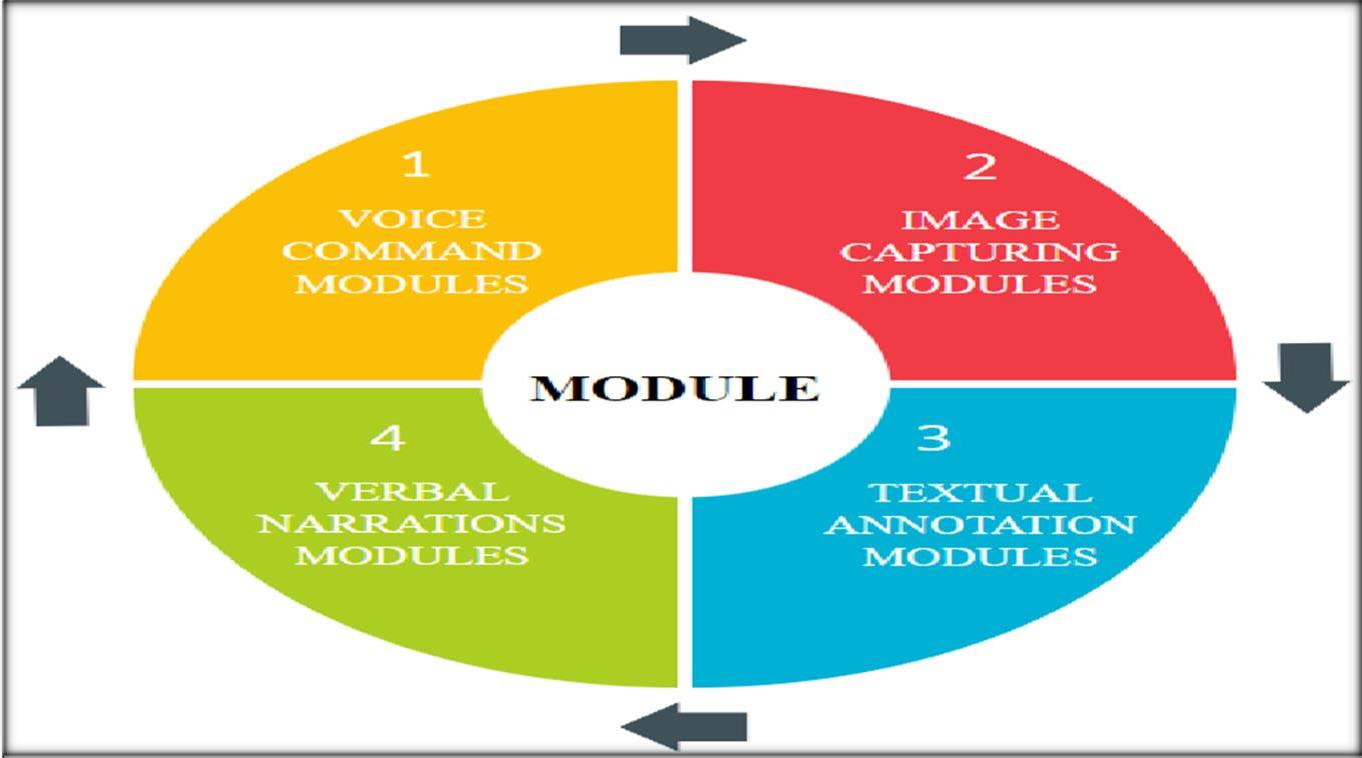 1
VOICE
COMMAND
MODULES
2
IMAGE
CAPTURING
MODULES
MODULE
4
VERBAL
NARRATIONS
MODULES
3
TEXTUAL
ANNOTATION
MODULES